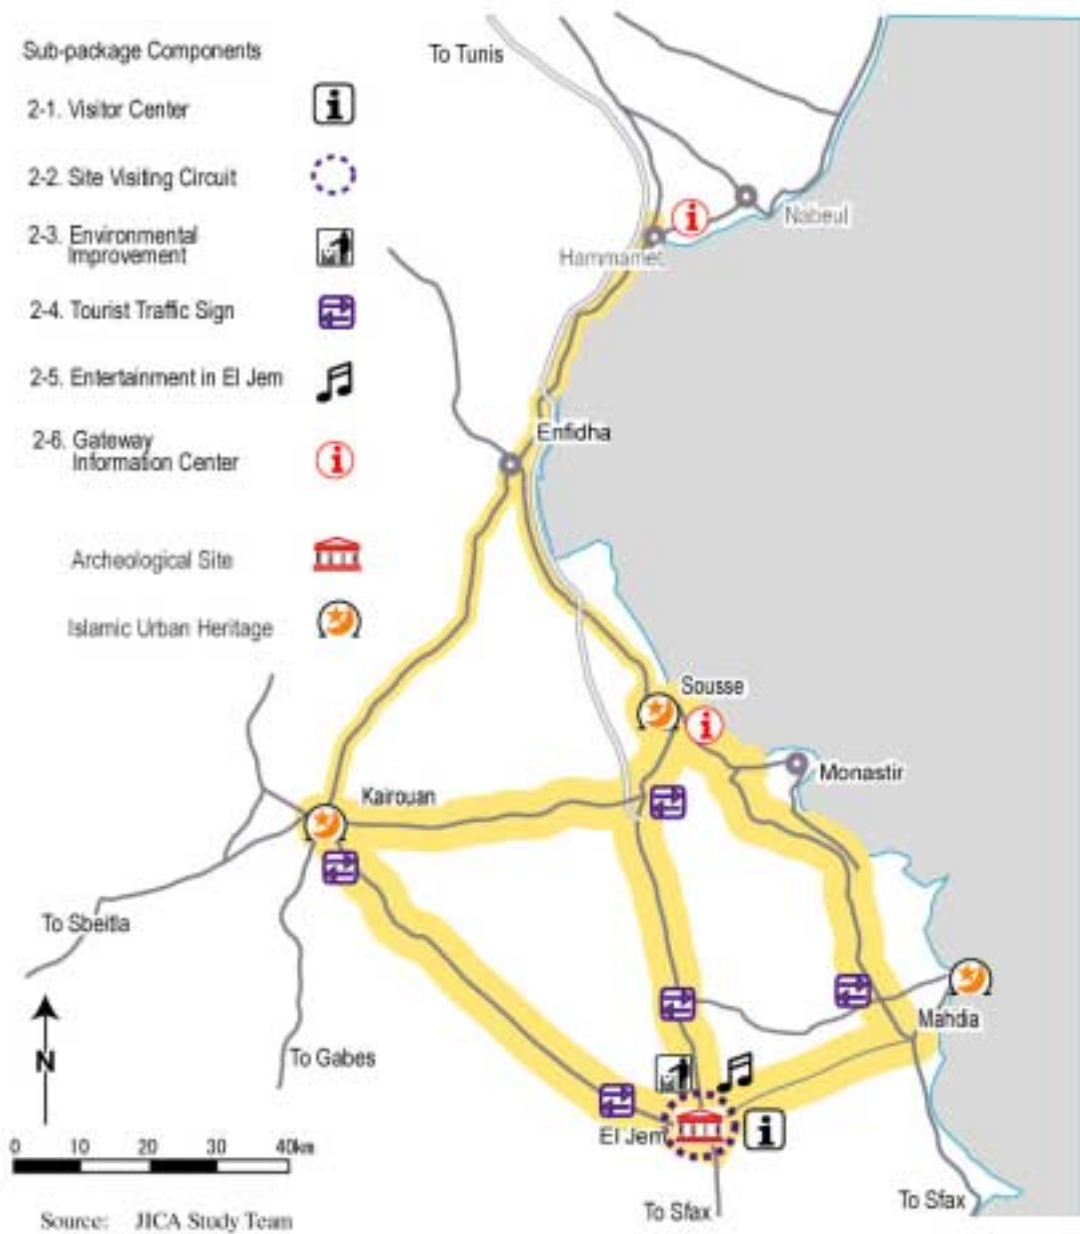 Sub-package Components
2-1. Visitor Center
2-2. Site Visiting Circuit
2-3. Environmental
Improvement
2-4. Tourist Traffic Sign
2-5. Entertainment in El Jem
2-6. Gateway
Information Center
Archeological Site
Islamic Urban Heritage
To Tunis
Nabeul
Hammamet
Enfidha
Sousse
Monastir
Kairouan
To Sbeitla
Mahdia
N
To Gabes
El Jem
0 10 20 30 40km
To Sfax
To Sfax
Source: JICA Study Team